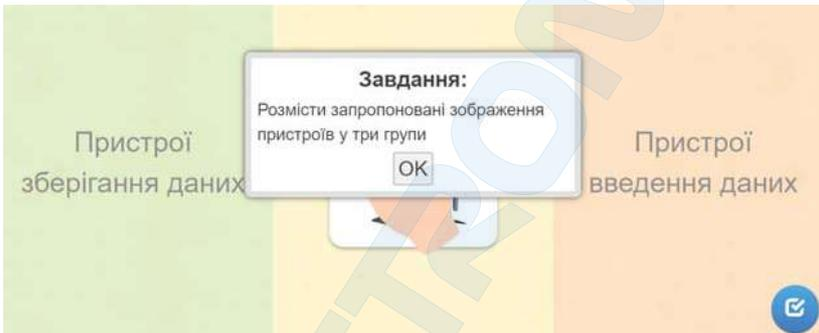 Завдання:
Розмісти запропоновані зображення
пристроїв у три групи
OK
Пристрої
зберігання даних
Пристрої
введення даних